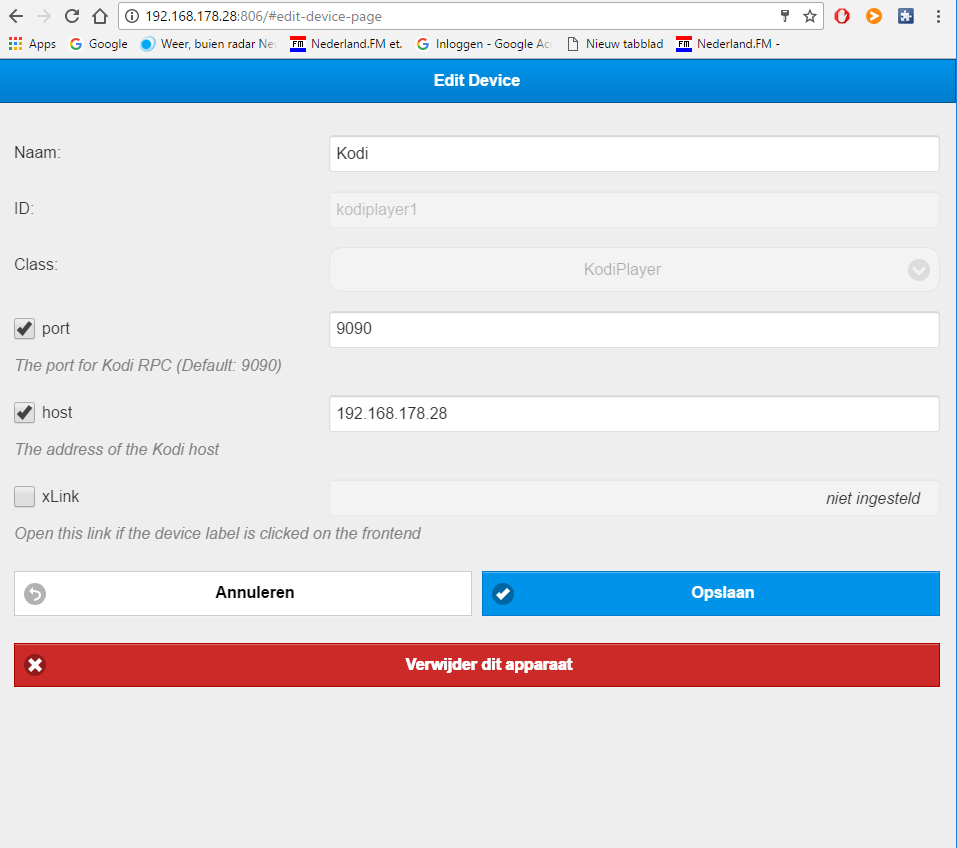 192.168.178.28:806/#edit-device-page
Apps Google Weer, buien radar Ne FM Nederland.FM et. Inloggen - Google Ac Nieuw tabblad FM Nederland.FM -
Edit Device
Naam: Kodi
ID: kodiplayer1
Class: KodiPlayer
port 9090
The port for Kodi RPC (Default: 9090)
host 192.168.178.28
The address of the Kodi host
xLink niet ingesteld
Open this link if the device label is clicked on the frontend
Annuleren Opslaan
Verwijder dit apparaat